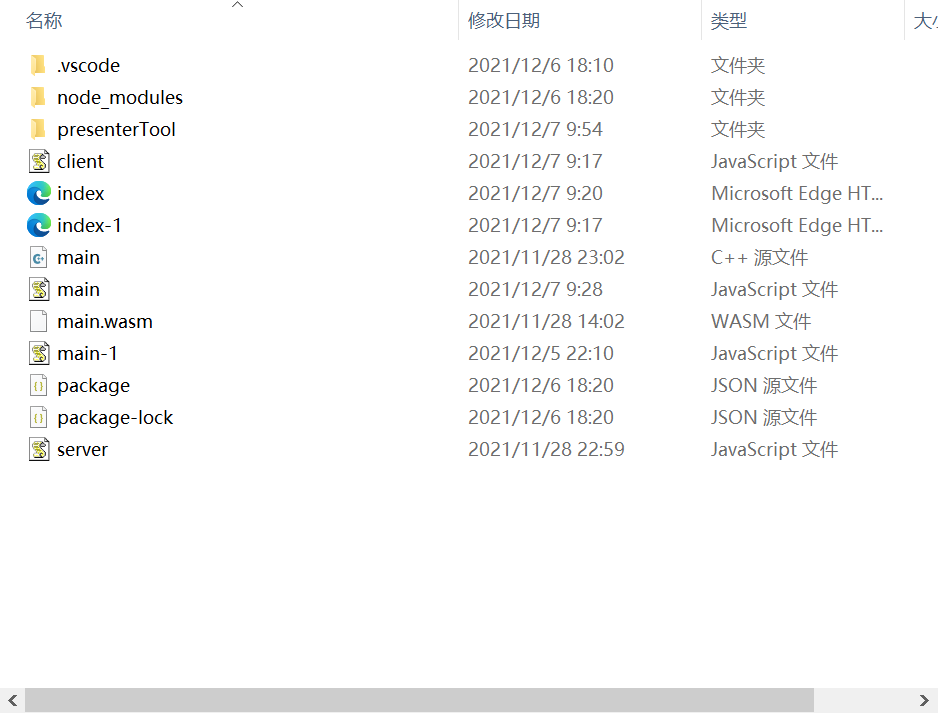 名称 修改日期 类型 大小
.vscode 2021/12/6 18:10 文件夹
node_modules 2021/12/6 18:20 文件夹
presenterTool 2021/12/7 9:54 文件夹
client 2021/12/7 9:17 JavaScript 文件
index 2021/12/7 9:20 Microsoft Edge HT...
index-1 2021/12/7 9:17 Microsoft Edge HT...
main 2021/11/28 23:02 C++ 源文件
main 2021/12/7 9:28 JavaScript 文件
main.wasm 2021/11/28 14:02 WASM 文件
main-1 2021/12/5 22:10 JavaScript 文件
package 2021/12/6 18:20 JSON 源文件
package-lock 2021/12/6 18:20 JSON 源文件
server 2021/11/28 22:59 JavaScript 文件